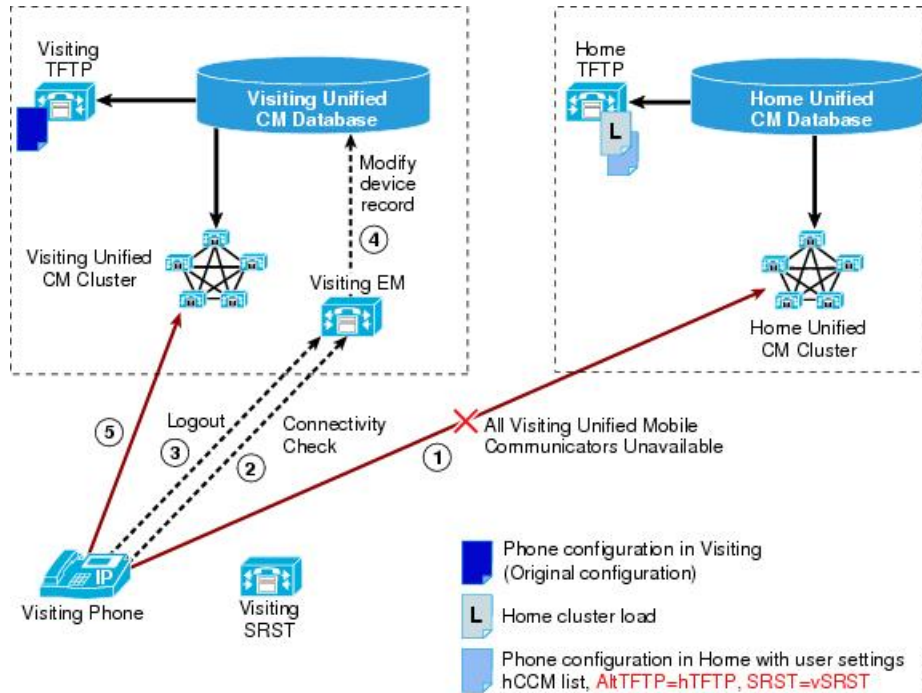 Visiting
TFTP
Visiting Unified
CM Database
Home
TFTP
Home Unified
CM Database
L
Modify
device
record
4
Visiting Unified
CM Cluster
Visiting EM
Home Unified
CM Cluster
5
Logout
3
Connectivity
Check
2
1
All Visiting Unified Mobile
Communicators Unavailable
IP
Visiting Phone
Visiting
SRST
Phone configuration in Visiting
(Original configuration)
L
Home cluster load
Phone configuration in Home with user settings
hCCM list, AltTFTP=hTFTP, SRST=vSRST